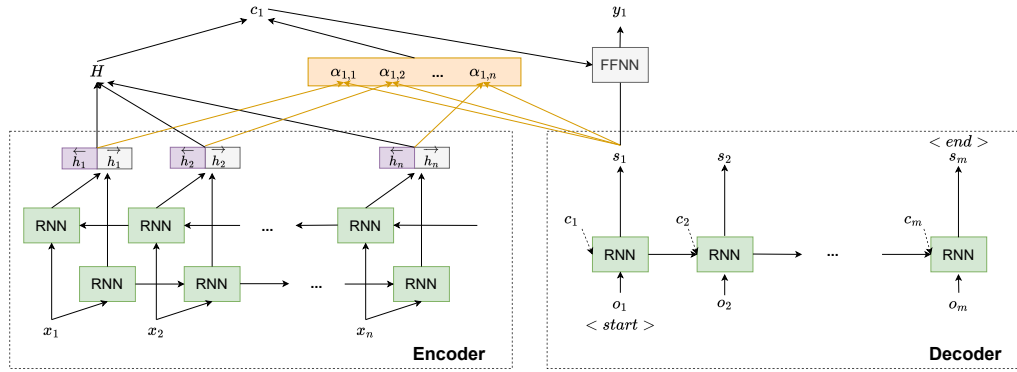 c₁ y₁
H α₁,₁ α₁,₂ ... α₁,ₙ FFNN
←h₁ →h₁ ←h₂ →h₂ ←hₙ →hₙ
s₁ s₂ < end >
sₘ
RNN RNN ... RNN
c₁ c₂ cₘ
RNN RNN ... RNN
RNN RNN ... RNN
x₁ x₂ xₙ
o₁ o₂ oₘ
< start >
Encoder
Decoder